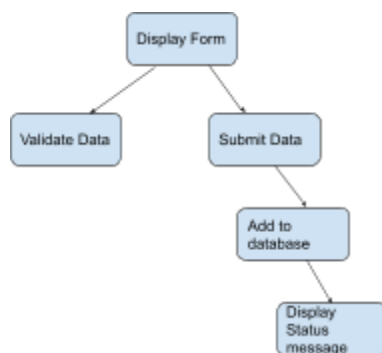 Display Form
Validate Data
Submit Data
Add to
database
Display
Status
message